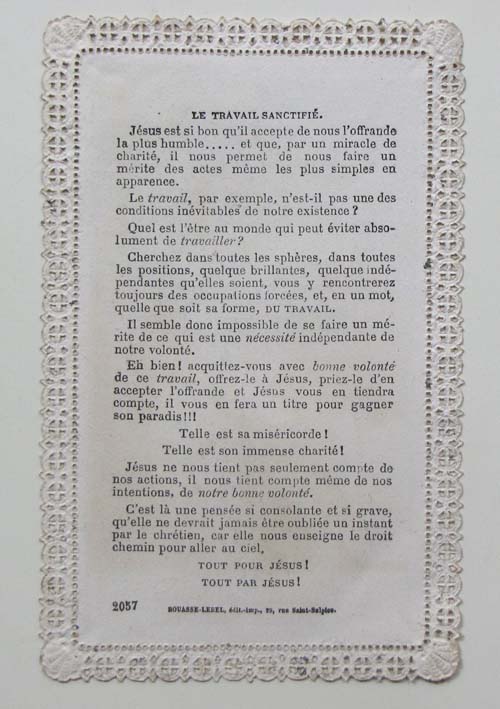 LE TRAVAIL SANCTIFIÉ.
Jésus est si bon qu'il accepte de nous l'offrande
la plus humble..... et que, par un miracle de
charité, il nous permet de nous faire un
mérite des actes même les plus simples en
apparence.
Le travail, par exemple, n'est-il pas une des
conditions inévitables de notre existence ?
Quel est l'être au monde qui peut éviter abso-
lument de travailler ?
Cherchez dans toutes les sphères, dans toutes
les positions, quelque brillantes, quelque indé-
pendantes qu'elles soient, vous y rencontrerez
toujours des occupations forcées, et, en un mot,
quelle que soit sa forme, DU TRAVAIL.
Il semble donc impossible de se faire un mé-
rite de ce qui est une nécessité indépendante de
notre volonté.
Eh bien ! acquittez-vous avec bonne volonté
de ce travail, offrez-le à Jésus, priez-le d'en
accepter l'offrande et Jésus vous en tiendra
compte, il vous en fera un titre pour gagner
son paradis !!!
Telle est sa miséricorde !
Telle est son immense charité !
Jésus ne nous tient pas seulement compte de
nos actions, il nous tient compte même de nos
intentions, de notre bonne volonté.
C'est là une pensée si consolante et si grave,
qu'elle ne devrait jamais être oubliée un instant
par le chrétien, car elle nous enseigne le droit
chemin pour aller au ciel.
TOUT POUR JÉSUS !
TOUT PAR JÉSUS !
2057 BOUASSE-LEBEL, édit.-imp., 29, rue Saint-Sulpice.